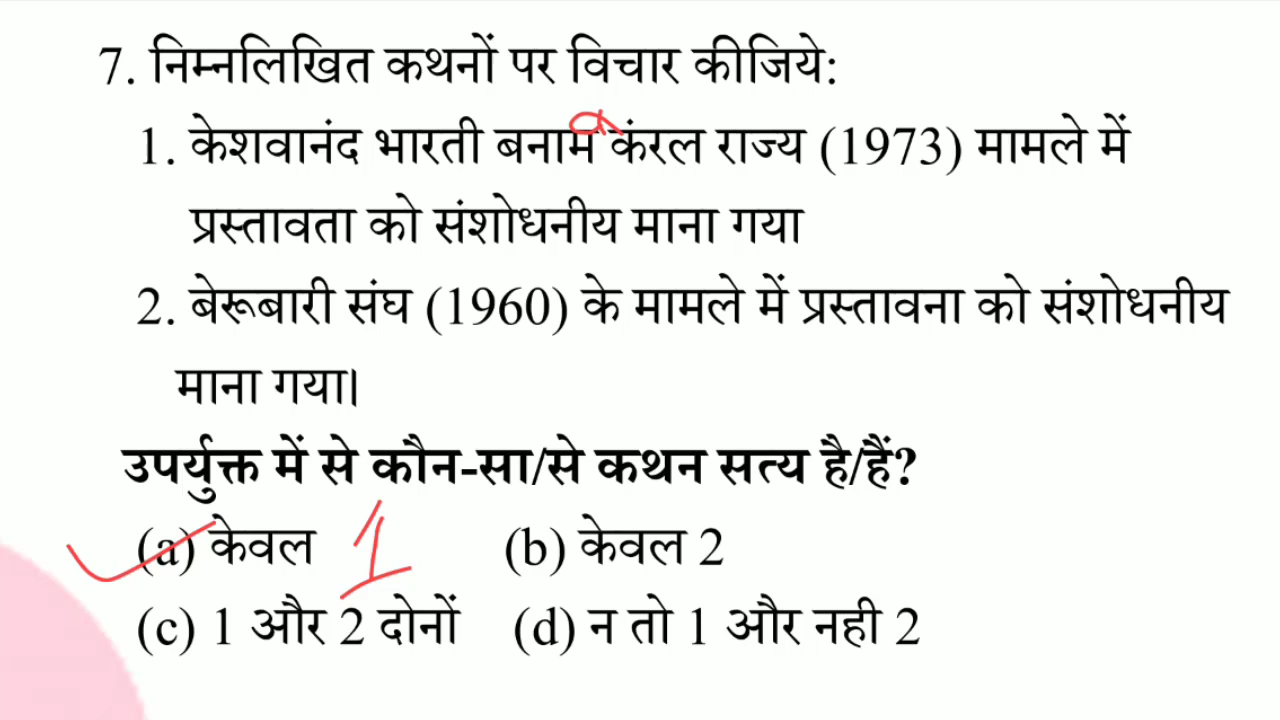 7. निम्नलिखित कथनों पर विचार कीजिये:
1. केशवानंद भारती बनाम कंरल राज्य (1973) मामले में
प्रस्तावता को संशोधनीय माना गया
2. बेरूबारी संघ (1960) के मामले में प्रस्तावना को संशोधनीय
माना गया।
उपर्युक्त में से कौन-सा/से कथन सत्य है/हैं?
(a) केवल 1 (b) केवल 2
(c) 1 और 2 दोनों (d) न तो 1 और नही 2